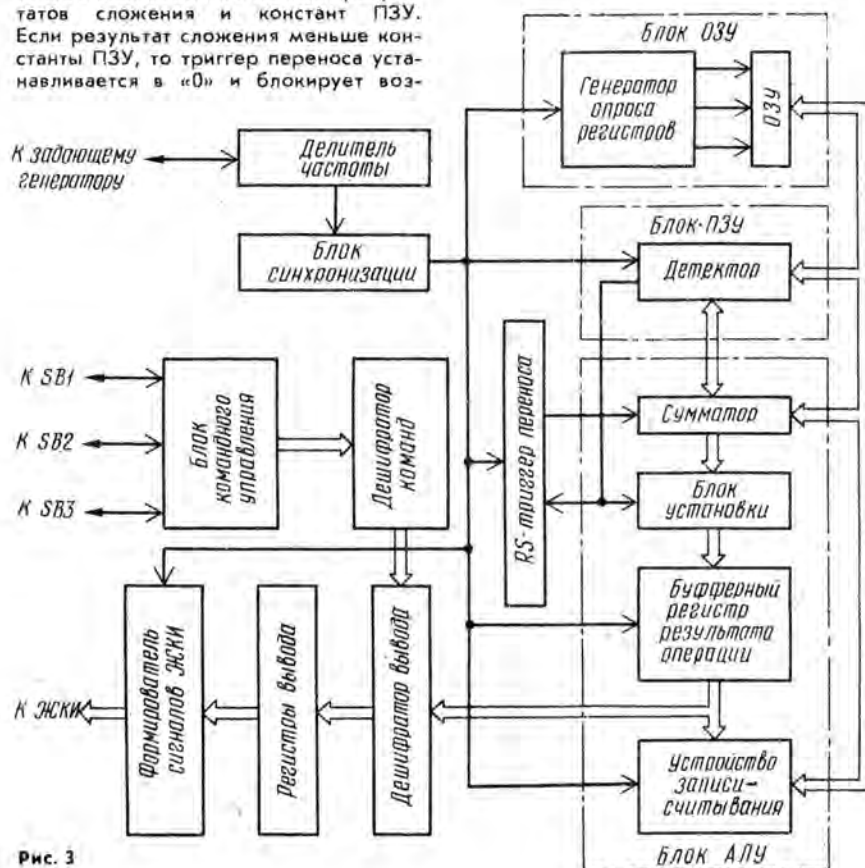 татов сложения и констант ПЗУ.
Если результат сложения меньше кон-
станты ПЗУ, то триггер переноса уста-
навливается в «0» и блокирует воз-
Блок ОЗУ
Генератор
опроса
регистров
ОЗУ
К задающему
генератору
Делитель
частоты
Блок
синхронизации
Блок ПЗУ
Детектор
К SB1
К SB2
К SB3
Блок
командного
управления
Дешифратор
команд
RS-триггер переноса
Сумматор
Блок
установки
Буферный
регистр
результата
операции
Устройство
записи-
считывания
Блок АЛУ
К ЖКИ
Формирователь
сигналов ЖКИ
Регистры вывода
Дешифратор вывода
Рис. 3